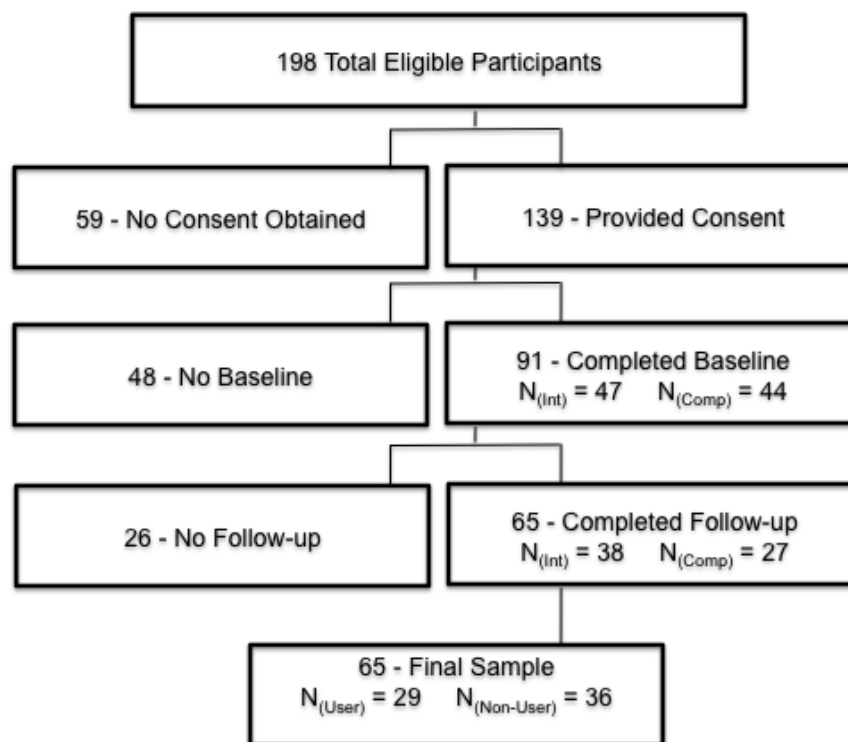 198 Total Eligible Participants
59 - No Consent Obtained
139 - Provided Consent
48 - No Baseline
91 - Completed Baseline
N(Int) = 47 N(Comp) = 44
26 - No Follow-up
65 - Completed Follow-up
N(Int) = 38 N(Comp) = 27
65 - Final Sample
N(User) = 29 N(Non-User) = 36